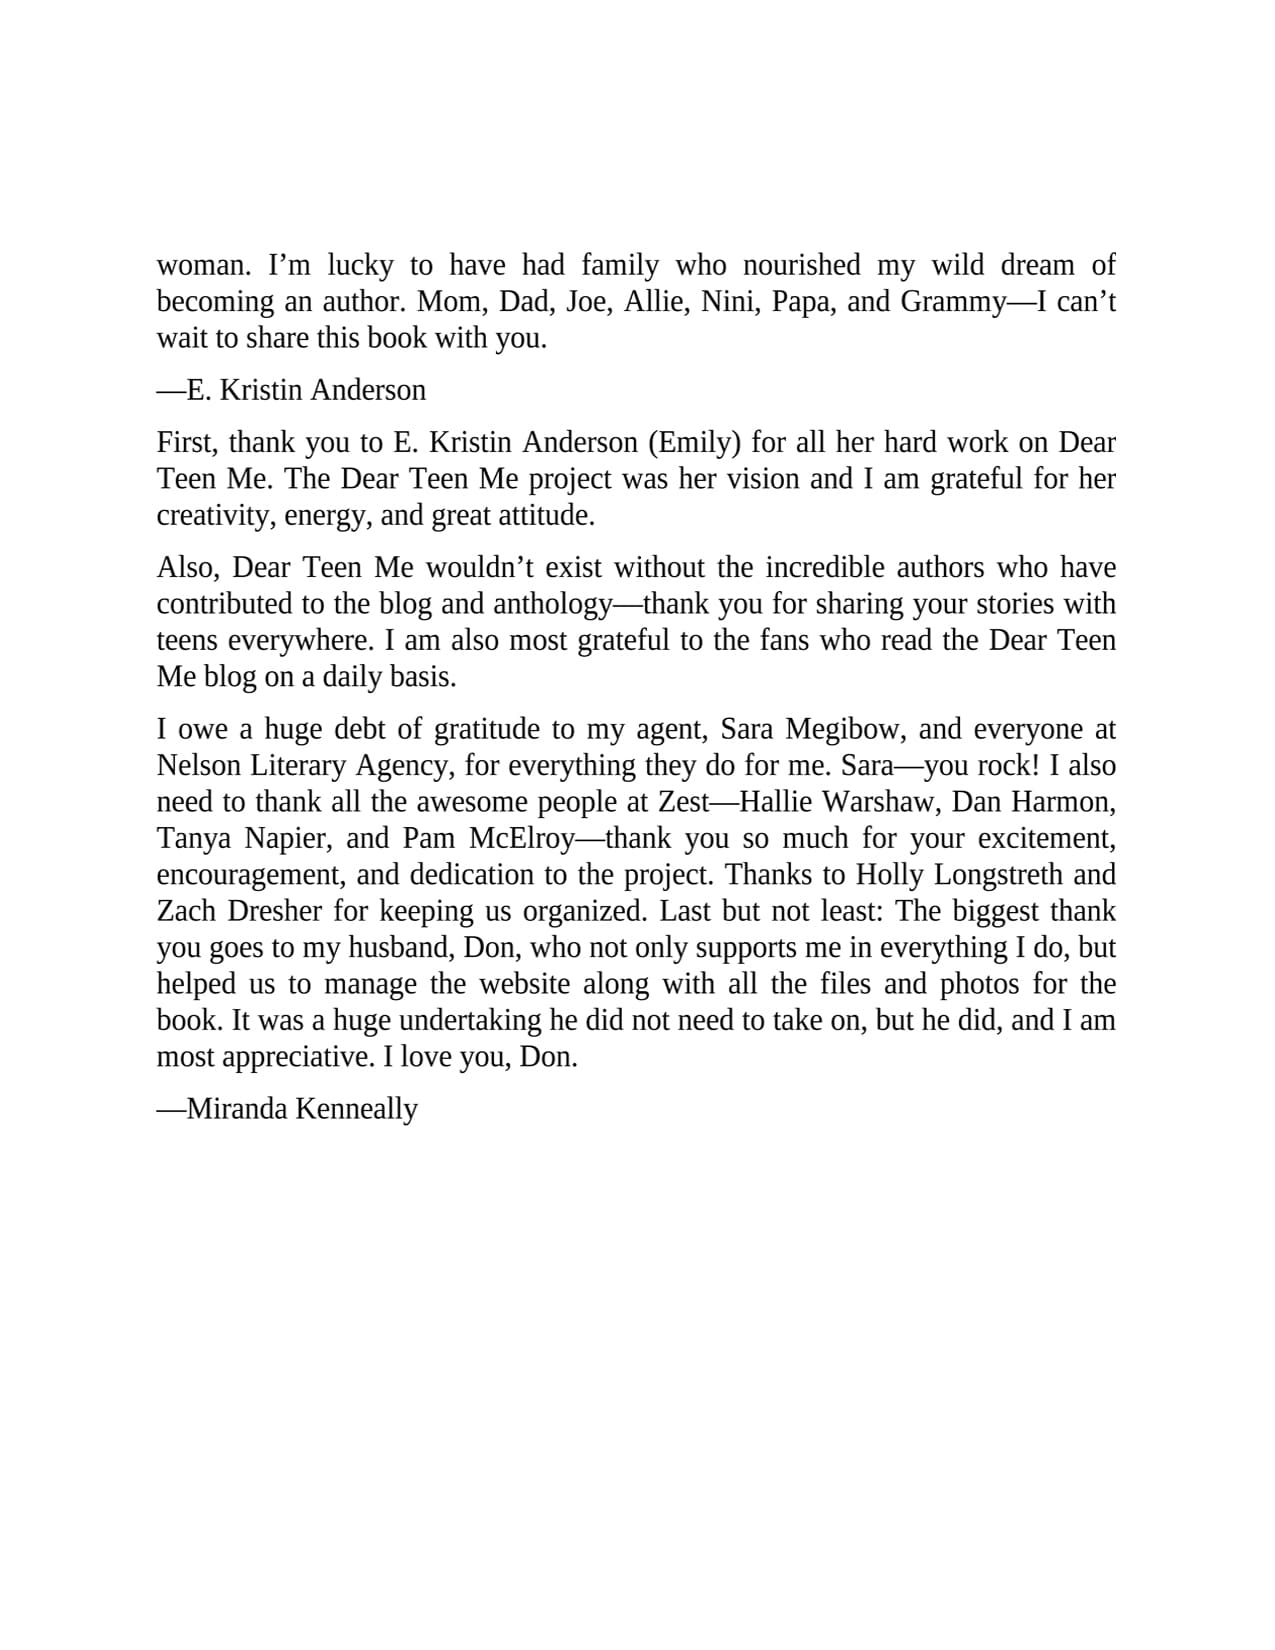 woman. I’m lucky to have had family who nourished my wild dream of
becoming an author. Mom, Dad, Joe, Allie, Nini, Papa, and Grammy—I can’t
wait to share this book with you.
—E. Kristin Anderson
First, thank you to E. Kristin Anderson (Emily) for all her hard work on Dear
Teen Me. The Dear Teen Me project was her vision and I am grateful for her
creativity, energy, and great attitude.
Also, Dear Teen Me wouldn’t exist without the incredible authors who have
contributed to the blog and anthology—thank you for sharing your stories with
teens everywhere. I am also most grateful to the fans who read the Dear Teen
Me blog on a daily basis.
I owe a huge debt of gratitude to my agent, Sara Megibow, and everyone at
Nelson Literary Agency, for everything they do for me. Sara—you rock! I also
need to thank all the awesome people at Zest—Hallie Warshaw, Dan Harmon,
Tanya Napier, and Pam McElroy—thank you so much for your excitement,
encouragement, and dedication to the project. Thanks to Holly Longstreth and
Zach Dresher for keeping us organized. Last but not least: The biggest thank
you goes to my husband, Don, who not only supports me in everything I do, but
helped us to manage the website along with all the files and photos for the
book. It was a huge undertaking he did not need to take on, but he did, and I am
most appreciative. I love you, Don.
—Miranda Kenneally